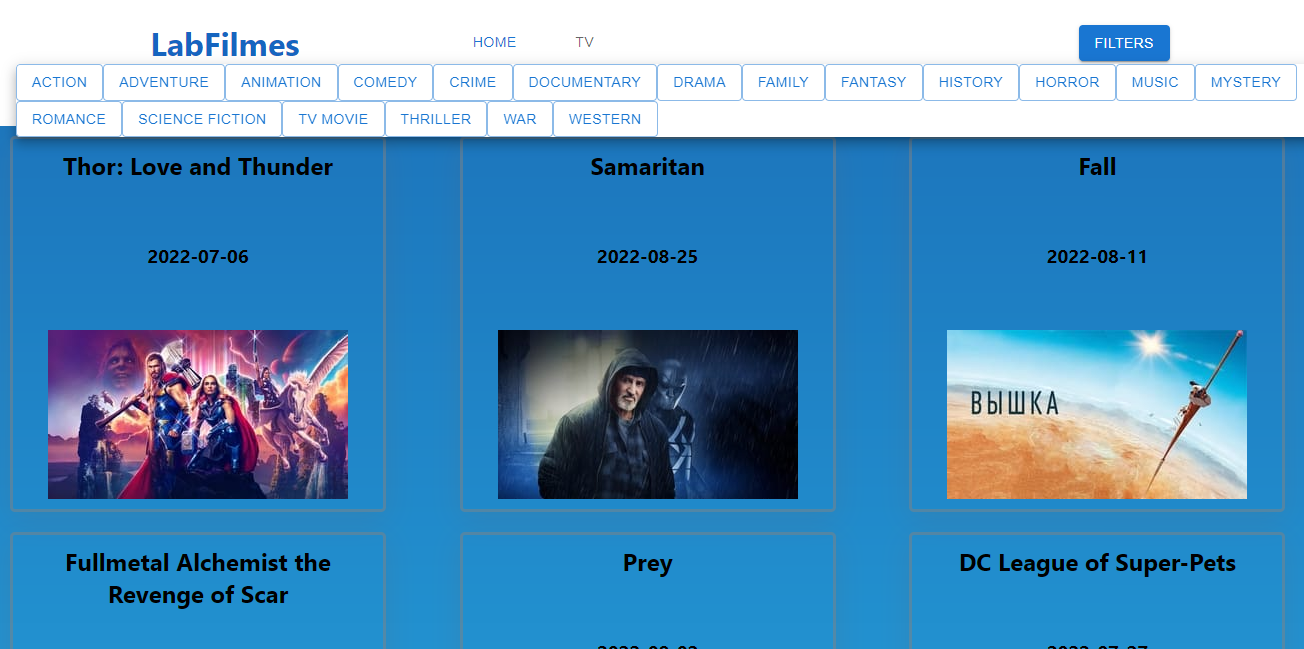 LabFilmes HOME TV FILTERS
ACTION ADVENTURE ANIMATION COMEDY CRIME DOCUMENTARY DRAMA FAMILY FANTASY HISTORY HORROR MUSIC MYSTERY
ROMANCE SCIENCE FICTION TV MOVIE THRILLER WAR WESTERN
Thor: Love and Thunder Samaritan Fall
2022-07-06 2022-08-25 2022-08-11
ВЫШКА
Fullmetal Alchemist the Prey DC League of Super-Pets
Revenge of Scar